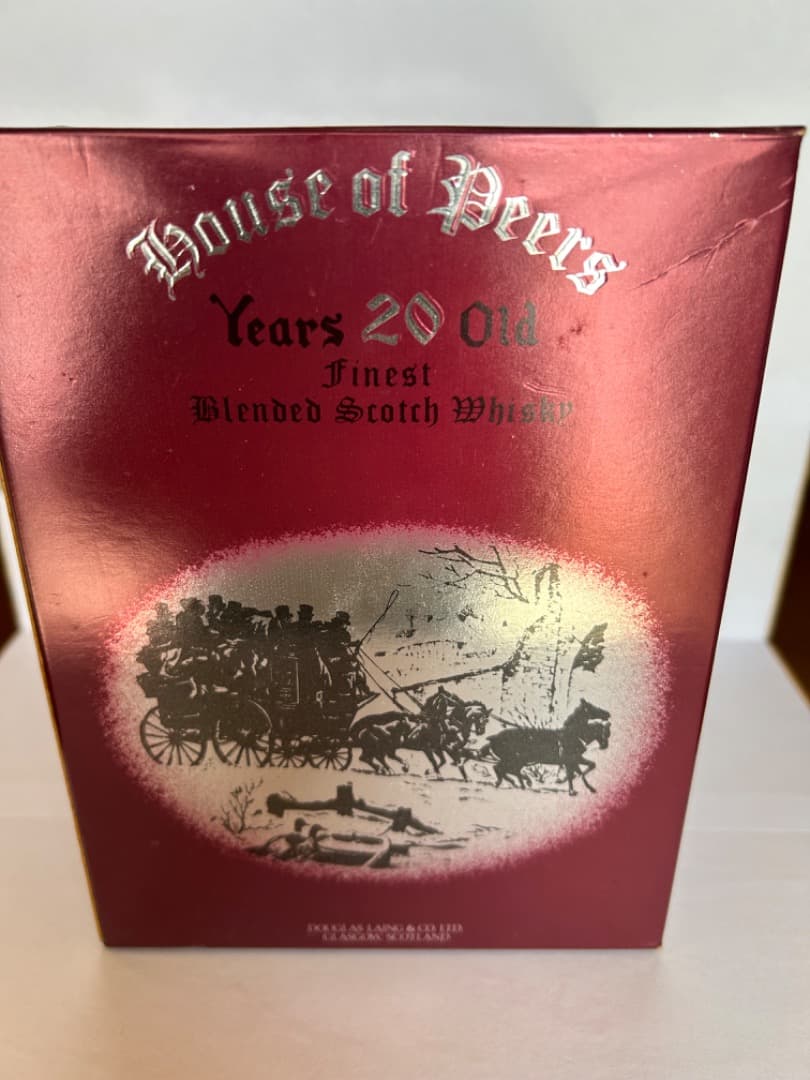 House of Peers
Years 20 Old
Finest
Blended Scotch Whisky
DOUGLAS LAING & CO. LTD.
GLASGOW, SCOTLAND